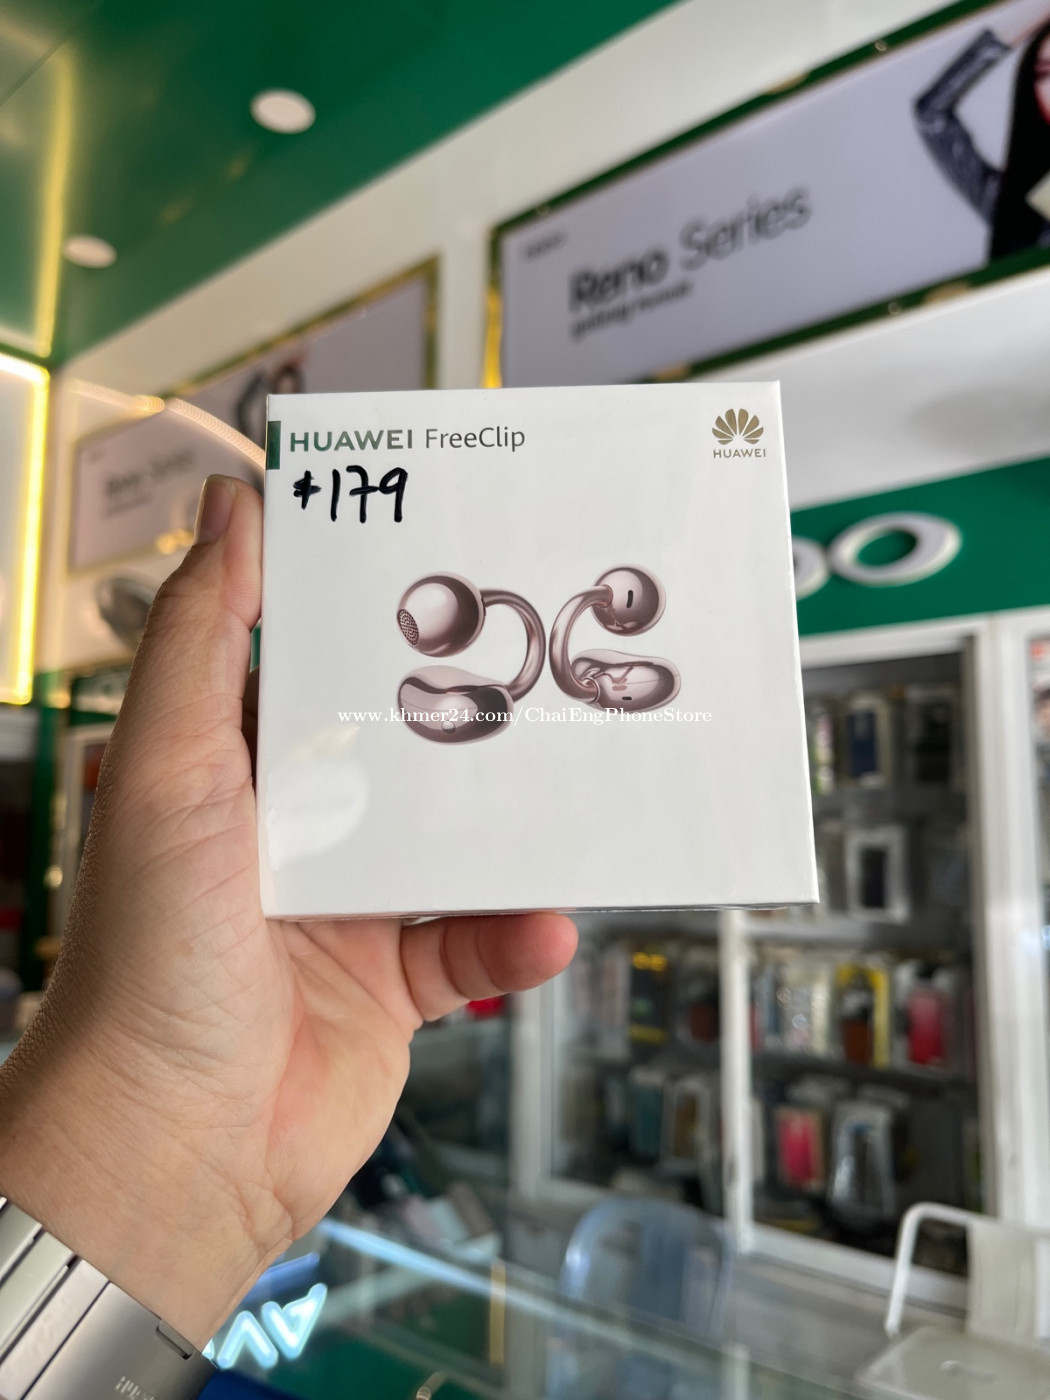 Reno Series
HUAWEI FreeClip
HUAWEI
$179
www.khmer24.com/ChaiEngPhoneStore